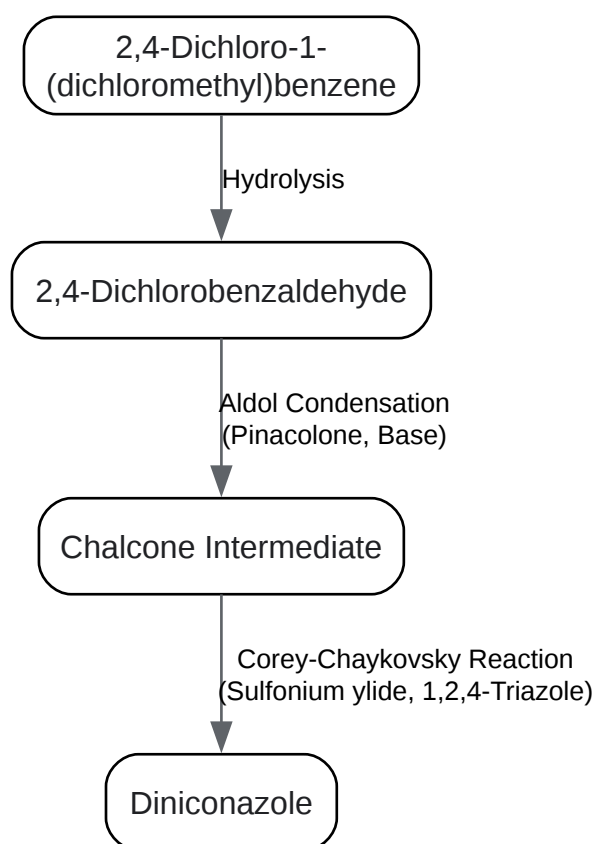 2,4-Dichloro-1-
(dichloromethyl)benzene
Hydrolysis
2,4-Dichlorobenzaldehyde
Aldol Condensation
(Pinacolone, Base)
Chalcone Intermediate
Corey-Chaykovsky Reaction
(Sulfonium ylide, 1,2,4-Triazole)
Diniconazole